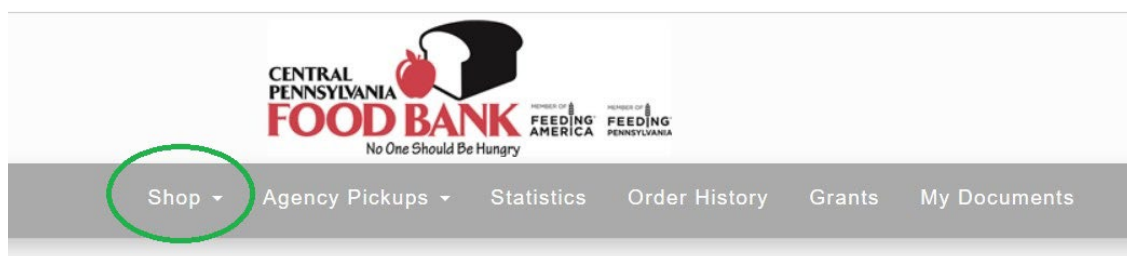 CENTRAL
PENNSYLVANIA
FOOD BANK
No One Should Be Hungry
MEMBER OF
FEEDING
AMERICA
MEMBER OF
FEEDING
PENNSYLVANIA
Shop Agency Pickups Statistics Order History Grants My Documents